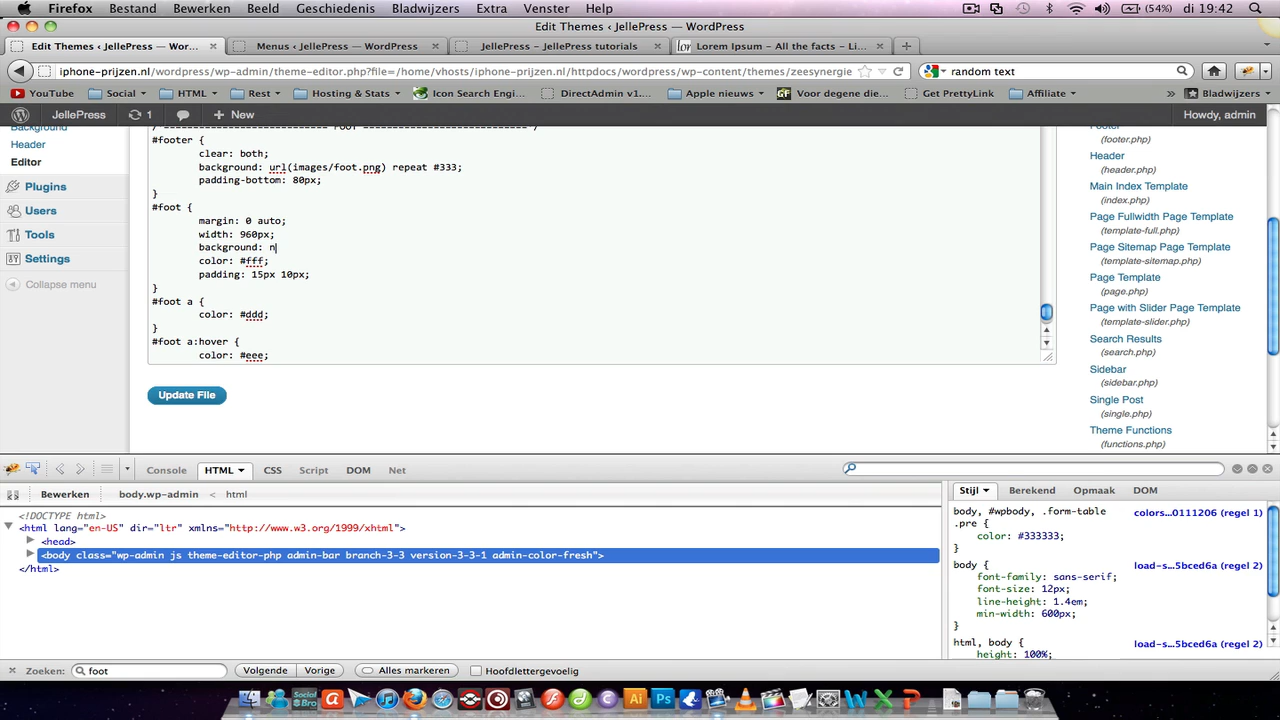 Firefox Bestand Bewerken Beeld Geschiedenis Bladwijzers Extra Venster Help (54%) di 19:42
Edit Themes ‹ JellePress — WordPress
Edit Themes ‹ JellePress — Wor... Menus ‹ JellePress — WordPress JellePress – JellePress tutorials lor Lorem Ipsum – All the facts – Li...
iphone-prijzen.nl/wordpress/wp-admin/theme-editor.php?file=/home/vhosts/iphone-prijzen.nl/httpdocs/wordpress/wp-content/themes/zeesynergie random text
YouTube Social HTML Rest Hosting & Stats Icon Search Engi... DirectAdmin v1.... Apple nieuws GF Voor degene die... Get PrettyLink Affiliate » Bladwijzers
JellePress 1 New Howdy, admin
Background
Header
Editor
Plugins
Users
Tools
Settings
Collapse menu
#footer {
clear: both;
background: url(images/foot.png) repeat #333;
padding-bottom: 80px;
}
#foot {
margin: 0 auto;
width: 960px;
background: n
color: #fff;
padding: 15px 10px;
}
#foot a {
color: #ddd;
}
#foot a:hover {
color: #eee;
Update File
Footer
(footer.php)
Header
(header.php)
Main Index Template
(index.php)
Page Fullwidth Page Template
(template-full.php)
Page Sitemap Page Template
(template-sitemap.php)
Page Template
(page.php)
Page with Slider Page Template
(template-slider.php)
Search Results
(search.php)
Sidebar
(sidebar.php)
Single Post
(single.php)
Theme Functions
(functions.php)
Console HTML CSS Script DOM Net
Bewerken body.wp-admin < html
<!DOCTYPE html>
<html lang="en-US" dir="ltr" xmlns="http://www.w3.org/1999/xhtml">
<head>
<body class="wp-admin js theme-editor-php admin-bar branch-3-3 version-3-3-1 admin-color-fresh">
</html>
Stijl Berekend Opmaak DOM
body, #wpbody, .form-table colors...0111206 (regel 1)
.pre {
color: #333333;
}
body { load-s...5bced6a (regel 2)
font-family: sans-serif;
font-size: 12px;
line-height: 1.4em;
min-width: 600px;
}
html, body { load-s...5bced6a (regel 2)
height: 100%;
Zoeken: foot Volgende Vorige Alles markeren Hoofdlettergevoelig